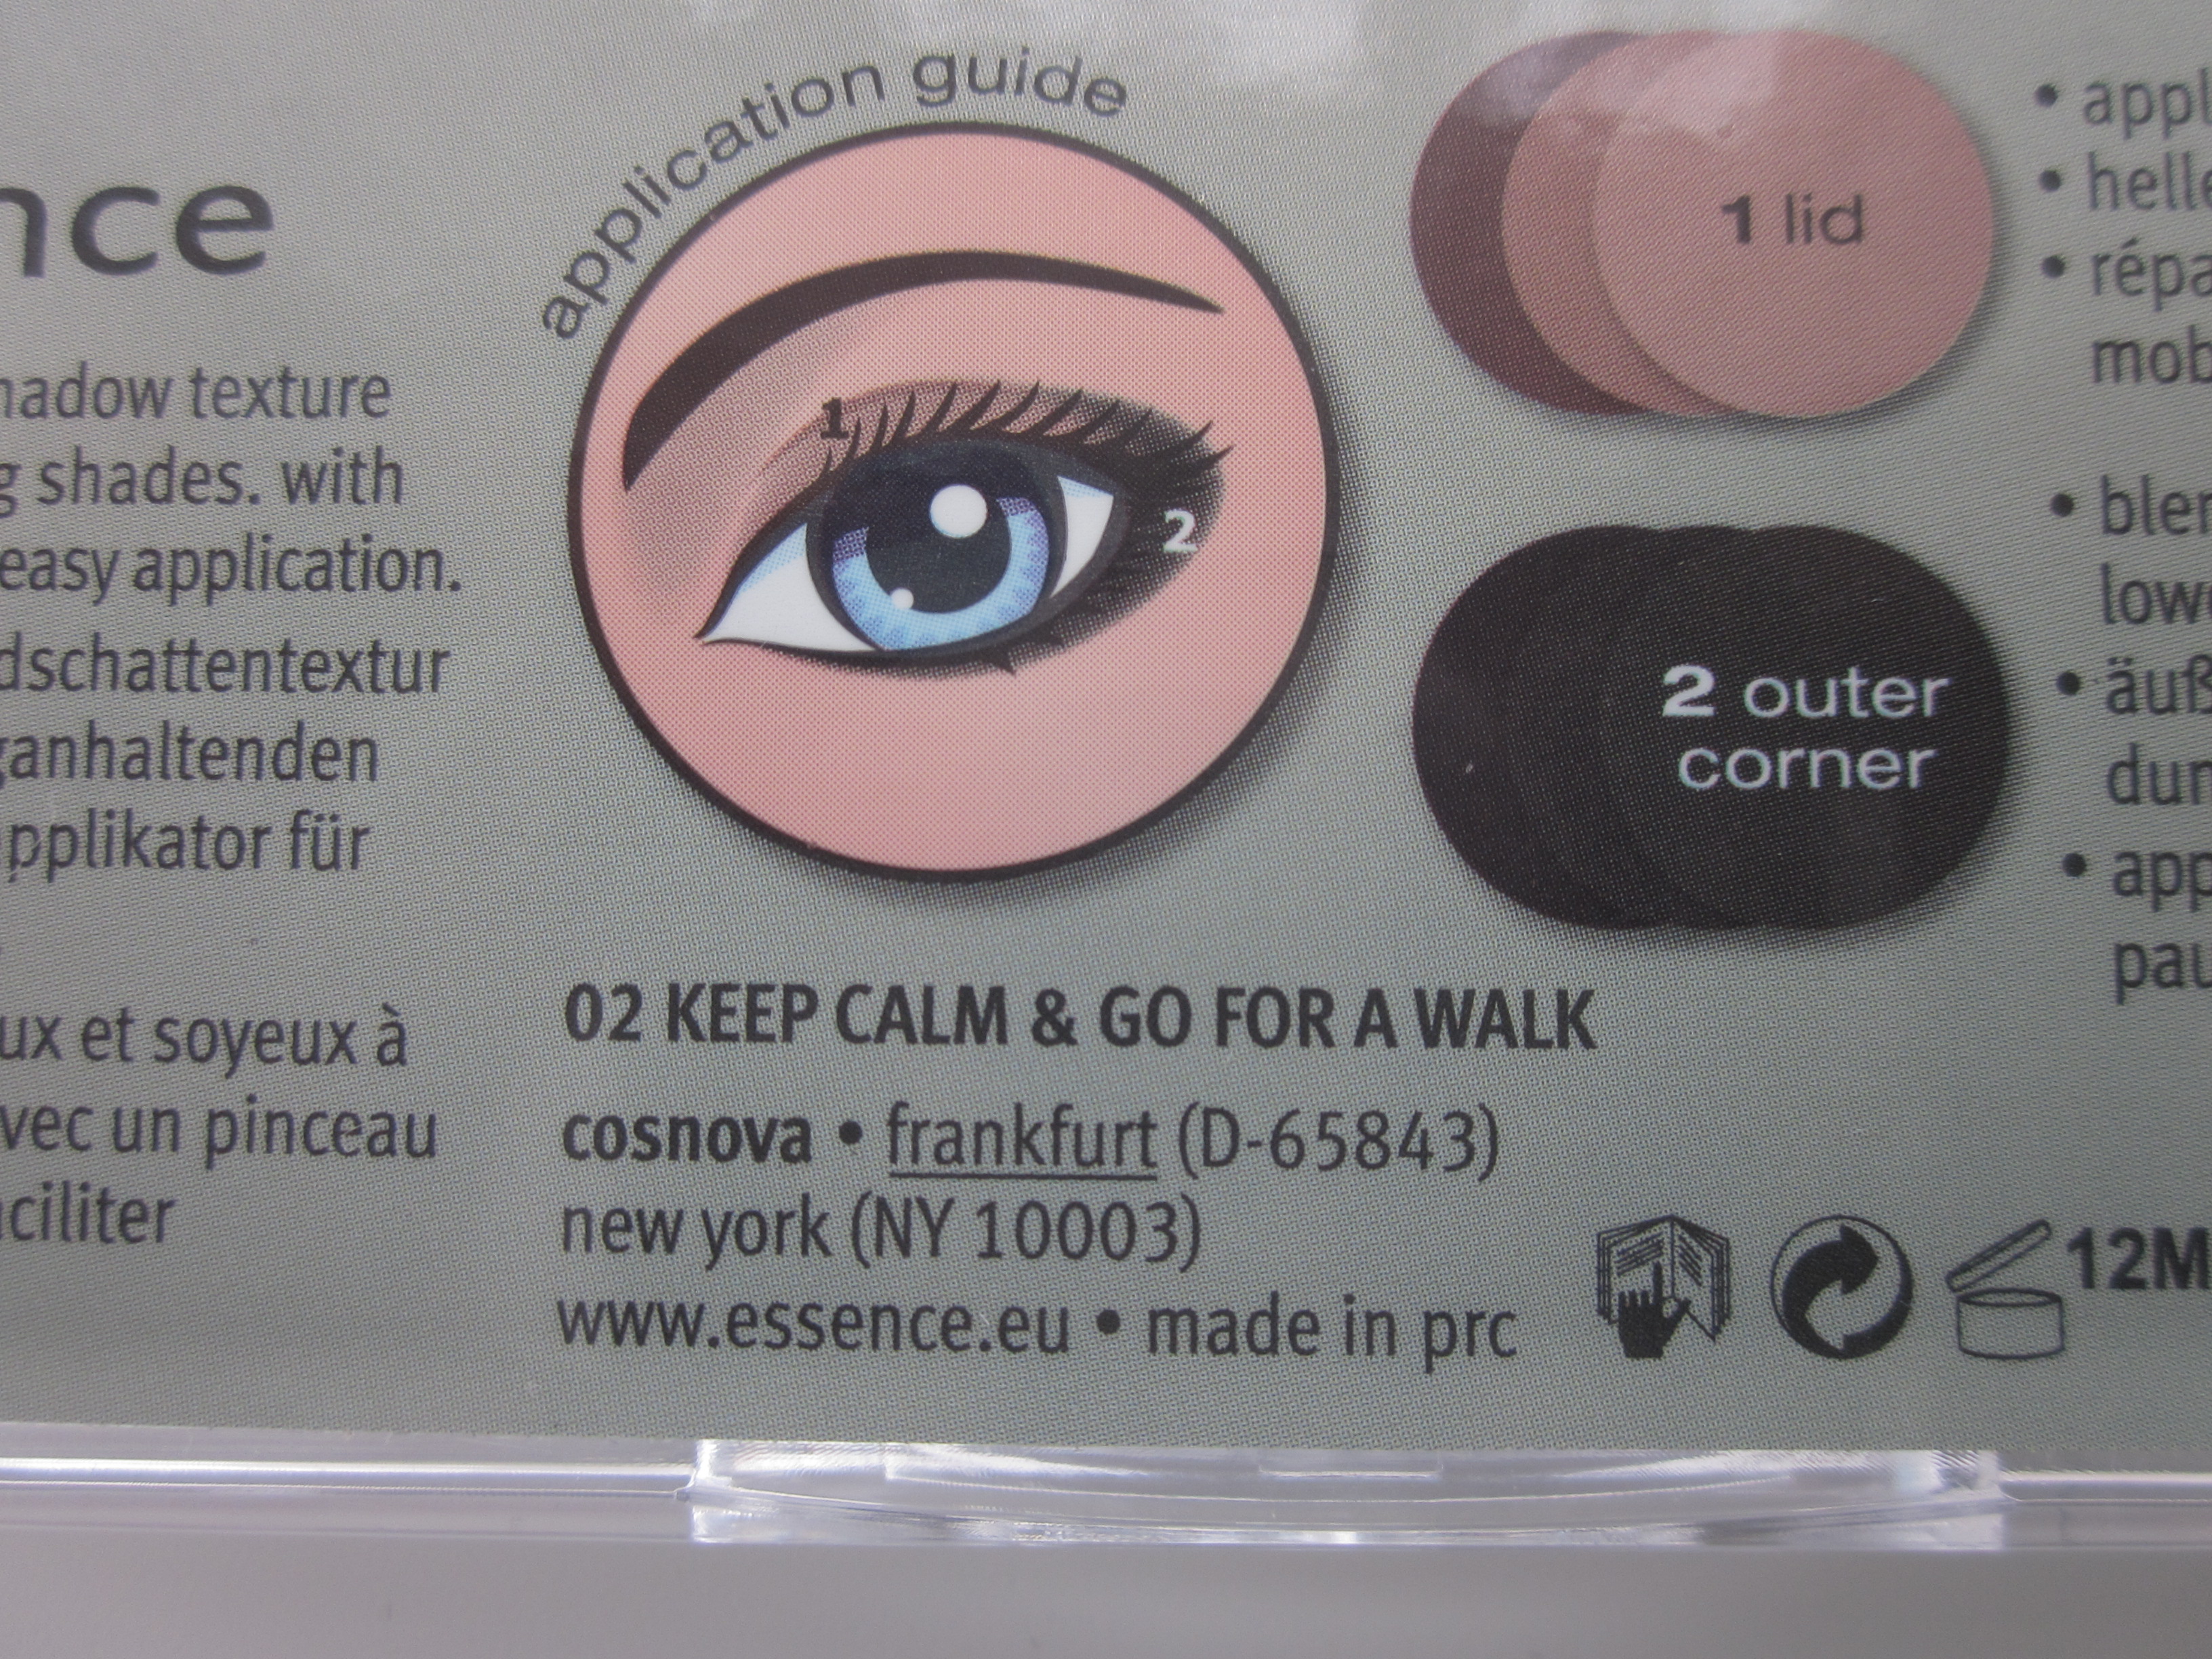 nce
hadow texture
g shades. with
easy application.
dschattentextur
ganhaltenden
pplikator für
ux et soyeux à
vec un pinceau
ciliter
application guide
1
2
1 lid
2 outer
corner
• appl
• helle
• répa
mob
• blen
low
• äuß
dun
• app
pau
02 KEEP CALM & GO FOR A WALK
cosnova • frankfurt (D-65843)
new york (NY 10003)
www.essence.eu • made in prc
12M